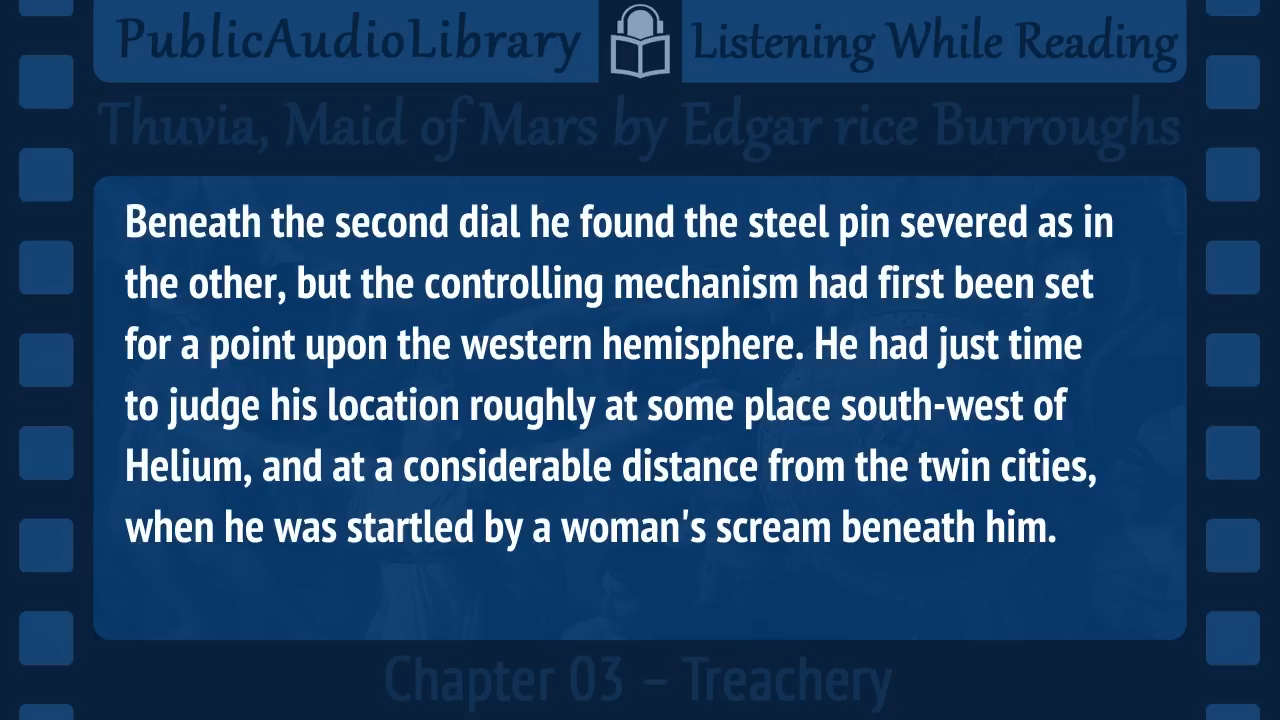 PublicAudioLibrary Listening While Reading
Thuvia, Maid of Mars by Edgar rice Burroughs
Beneath the second dial he found the steel pin severed as in
the other, but the controlling mechanism had first been set
for a point upon the western hemisphere. He had just time
to judge his location roughly at some place south-west of
Helium, and at a considerable distance from the twin cities,
when he was startled by a woman's scream beneath him.
Chapter 03 – Treachery